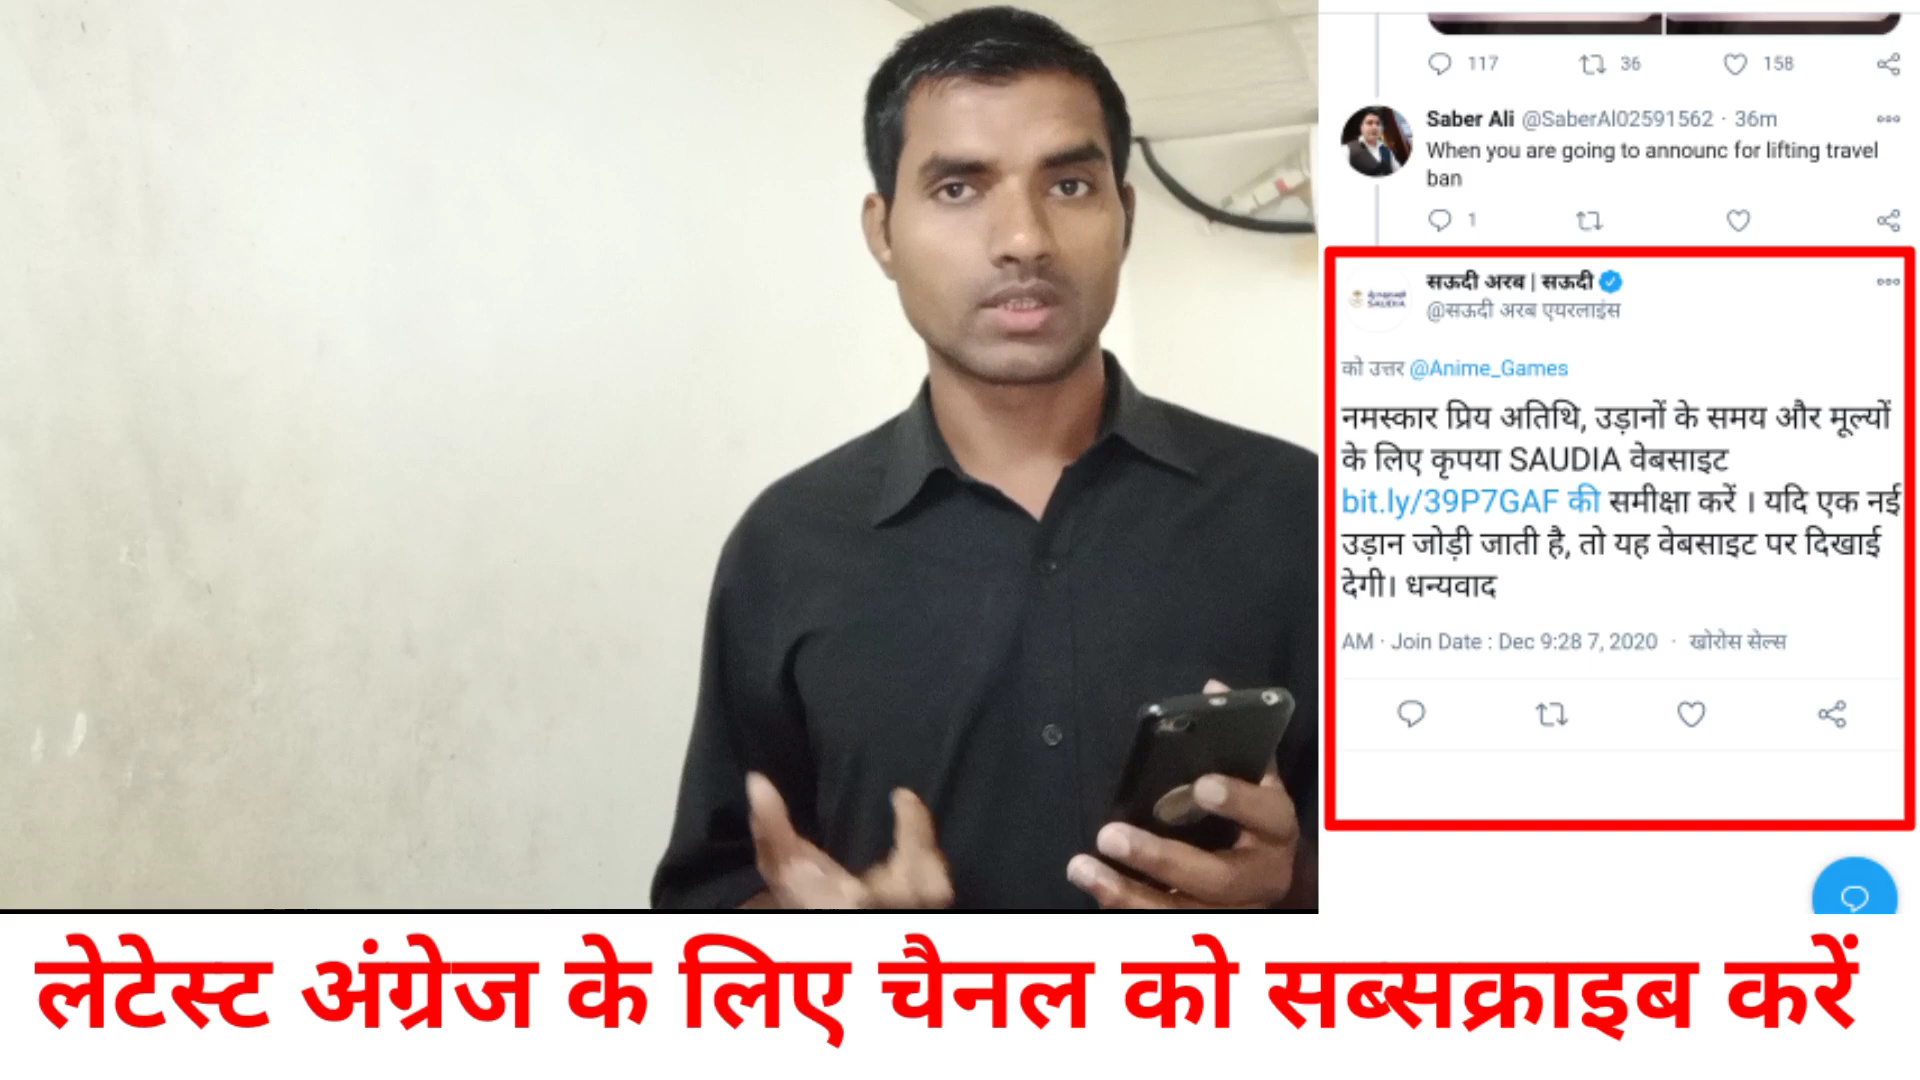 117 36 158
Saber Ali @SaberAl02591562 · 36m
When you are going to announc for lifting travel
ban
1
सऊदी अरब | सऊदी
SAUDIA
@सऊदी अरब एयरलाइंस
को उत्तर @Anime_Games
नमस्कार प्रिय अतिथि, उड़ानों के समय और मूल्यों
के लिए कृपया SAUDIA वेबसाइट
bit.ly/39P7GAF की समीक्षा करें । यदि एक नई
उड़ान जोड़ी जाती है, तो यह वेबसाइट पर दिखाई
देगी। धन्यवाद
AM · Join Date : Dec 9:28 7, 2020 · खोरोस सेल्स
लेटेस्ट अंग्रेज के लिए चैनल को सब्सक्राइब करें